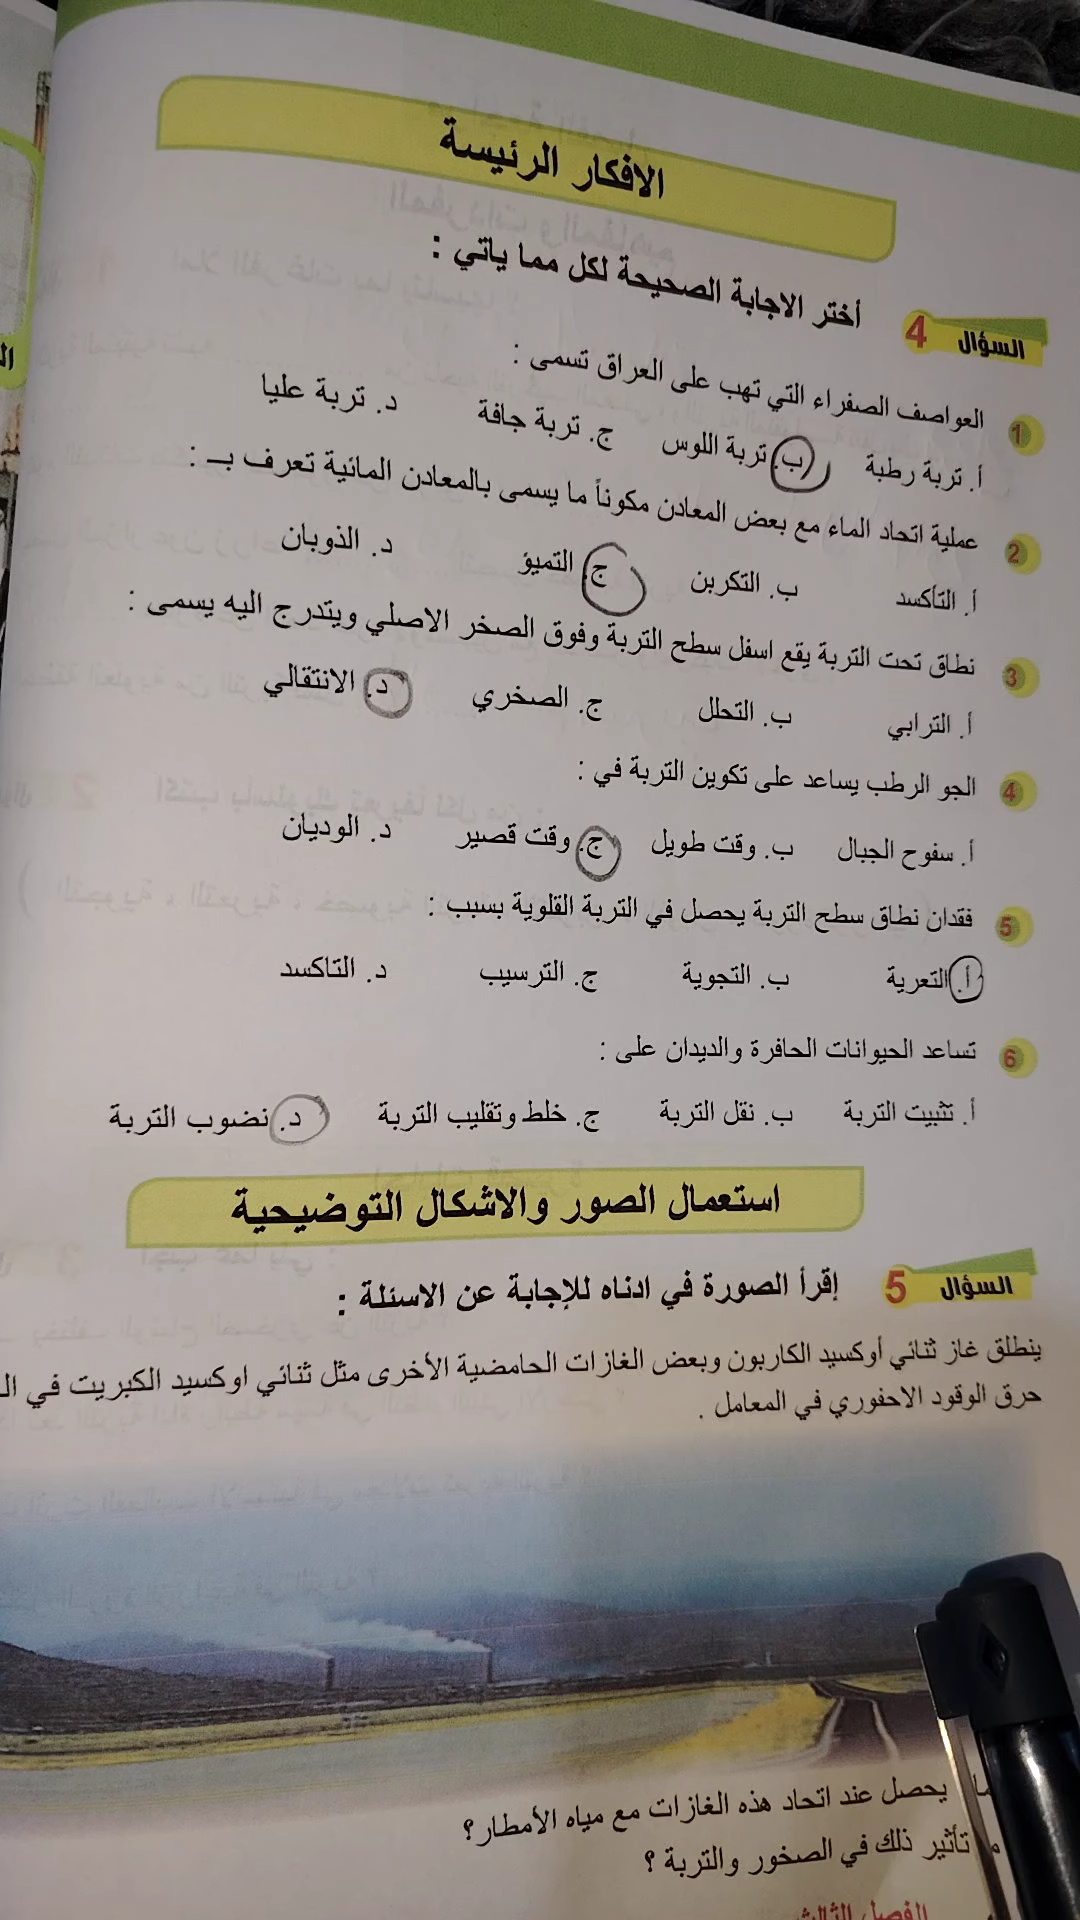 الافكار الرئيسة
السؤال 4 أختر الاجابة الصحيحة لكل مما ياتي :
1 العواصف الصفراء التي تهب على العراق تسمى :
أ. تربة رطبة ب. تربة اللوس ج. تربة جافة د. تربة عليا
2 عملية اتحاد الماء مع بعض المعادن مكوناً ما يسمى بالمعادن المائية تعرف بـ :
أ. التأكسد ب. التكربن ج. التميؤ د. الذوبان
3 نطاق تحت التربة يقع اسفل سطح التربة وفوق الصخر الاصلي ويتدرج اليه يسمى :
أ. الترابي ب. التحلل ج. الصخري د. الانتقالي
4 الجو الرطب يساعد على تكوين التربة في :
أ. سفوح الجبال ب. وقت طويل ج. وقت قصير د. الوديان
5 فقدان نطاق سطح التربة يحصل في التربة القلوية بسبب :
أ. التعرية ب. التجوية ج. الترسيب د. التاكسد
6 تساعد الحيوانات الحافرة والديدان على :
أ. تثبيت التربة ب. نقل التربة ج. خلط وتقليب التربة د. نضوب التربة
استعمال الصور والاشكال التوضيحية
السؤال 5 إقرأ الصورة في ادناه للإجابة عن الاسئلة :
ينطلق غاز ثنائي أوكسيد الكاربون وبعض الغازات الحامضية الأخرى مثل ثنائي اوكسيد الكبريت في
حرق الوقود الاحفوري في المعامل .
يحصل عند اتحاد هذه الغازات مع مياه الأمطار؟
تأثير ذلك في الصخور والتربة ؟
الفصل الثالث